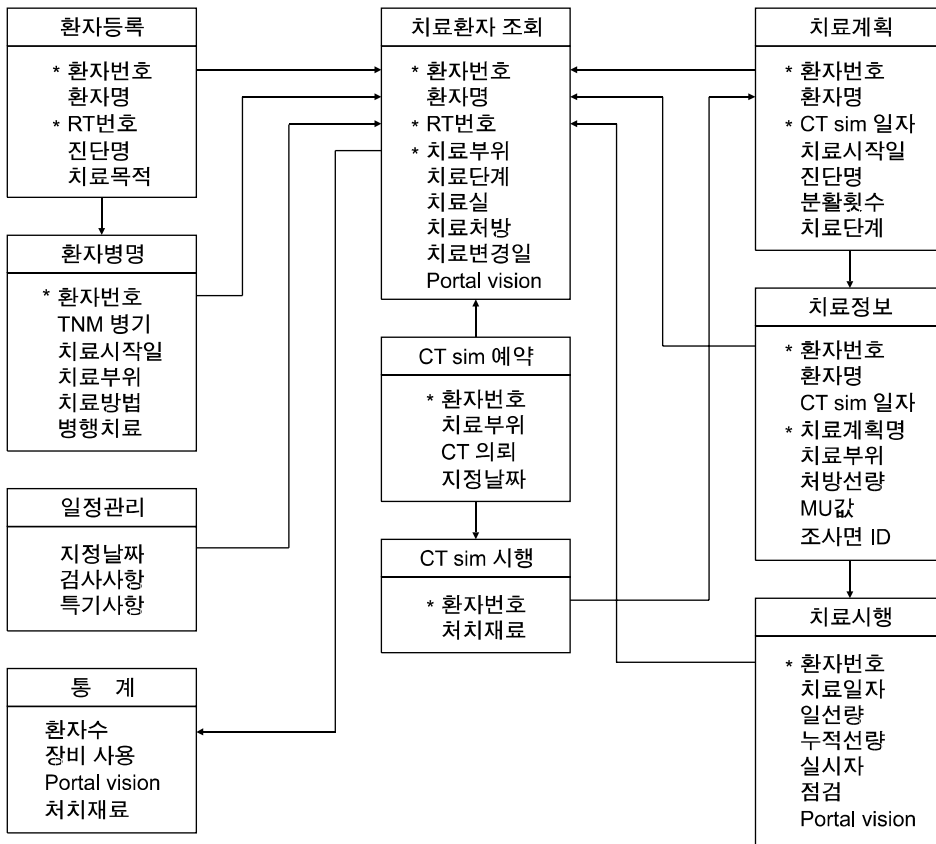 환자등록
* 환자번호
환자명
* RT번호
진단명
치료목적
환자병명
* 환자번호
TNM 병기
치료시작일
치료부위
치료방법
병행치료
일정관리
지정날짜
검사사항
특기사항
통 계
환자수
장비 사용
Portal vision
처치재료
치료환자 조회
* 환자번호
환자명
* RT번호
* 치료부위
치료단계
치료실
치료처방
치료변경일
Portal vision
CT sim 예약
* 환자번호
치료부위
CT 의뢰
지정날짜
CT sim 시행
* 환자번호
처치재료
치료계획
* 환자번호
환자명
* CT sim 일자
치료시작일
진단명
분활횟수
치료단계
치료정보
* 환자번호
환자명
CT sim 일자
* 치료계획명
치료부위
처방선량
MU값
조사면 ID
치료시행
* 환자번호
치료일자
일선량
누적선량
실시자
점검
Portal vision